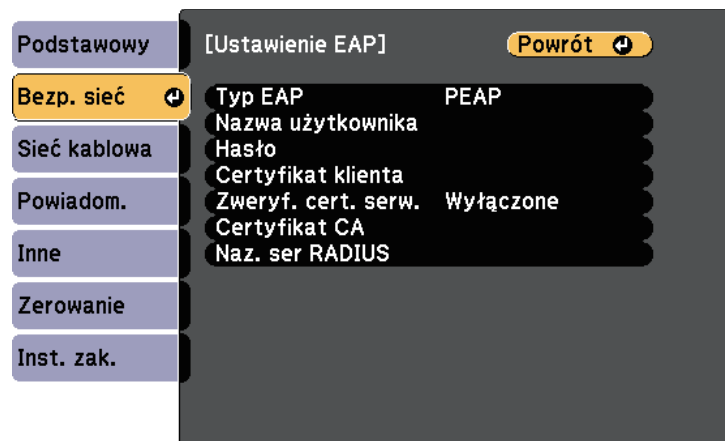 Podstawowy
Bezp. sieć
Sieć kablowa
Powiadom.
Inne
Zerowanie
Inst. zak.
[Ustawienie EAP] Powrót
Typ EAP PEAP
Nazwa użytkownika
Hasło
Certyfikat klienta
Zweryf. cert. serw. Wyłączone
Certyfikat CA
Naz. ser RADIUS